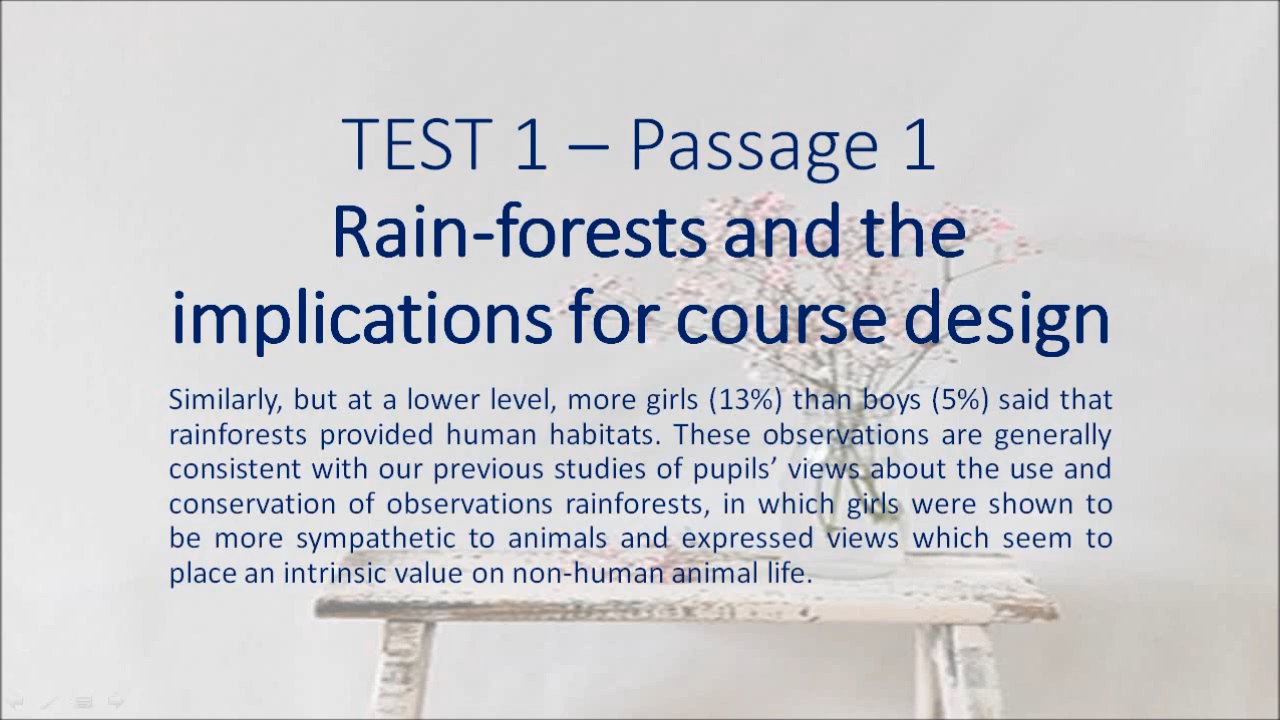 TEST 1 – Passage 1
Rain-forests and the
implications for course design
Similarly, but at a lower level, more girls (13%) than boys (5%) said that
rainforests provided human habitats. These observations are generally
consistent with our previous studies of pupils’ views about the use and
conservation of observations rainforests, in which girls were shown to
be more sympathetic to animals and expressed views which seem to
place an intrinsic value on non-human animal life.